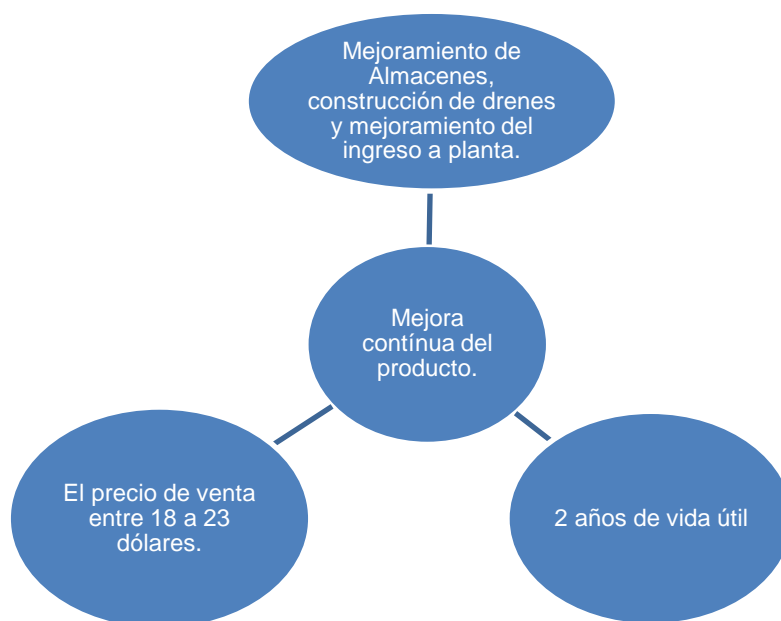 Mejoramiento de
Almacenes,
construcción de drenes
y mejoramiento del
ingreso a planta.
Mejora
contínua del
producto.
El precio de venta
entre 18 a 23
dólares.
2 años de vida útil